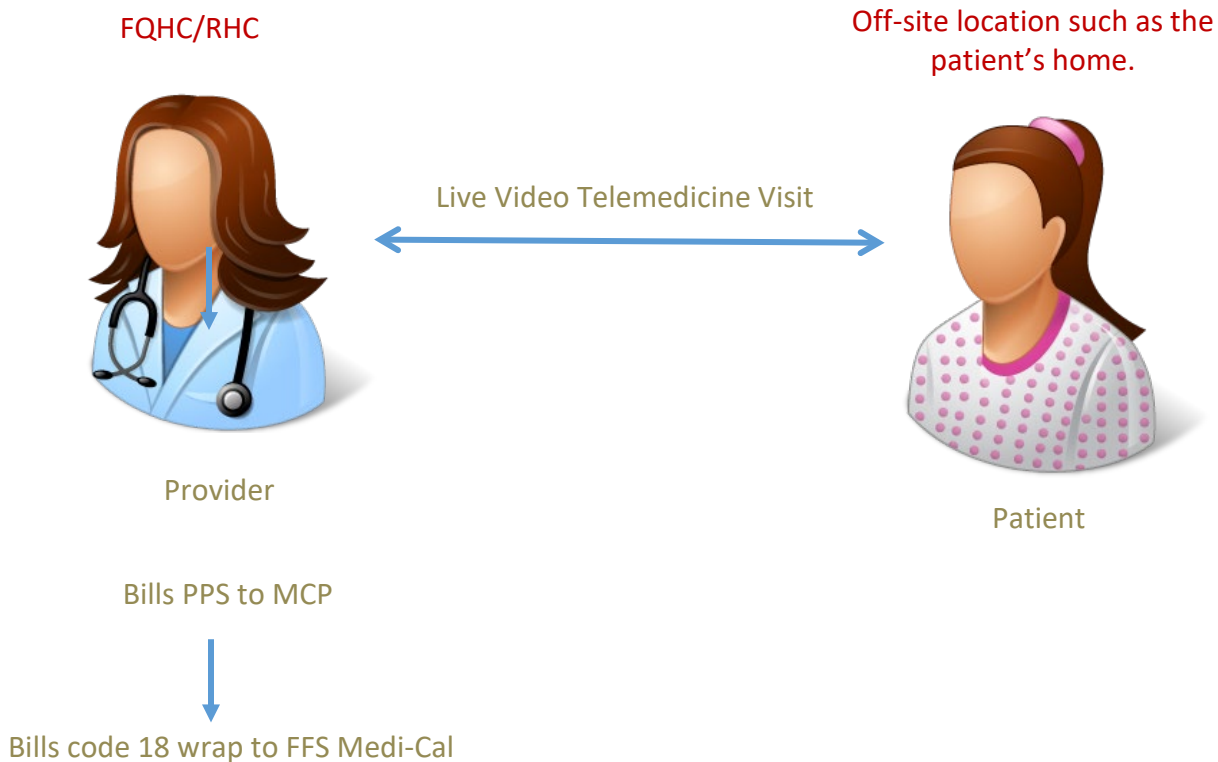 FQHC/RHC
Off-site location such as the
patient’s home.
Live Video Telemedicine Visit
Provider
Patient
Bills PPS to MCP
Bills code 18 wrap to FFS Medi-Cal